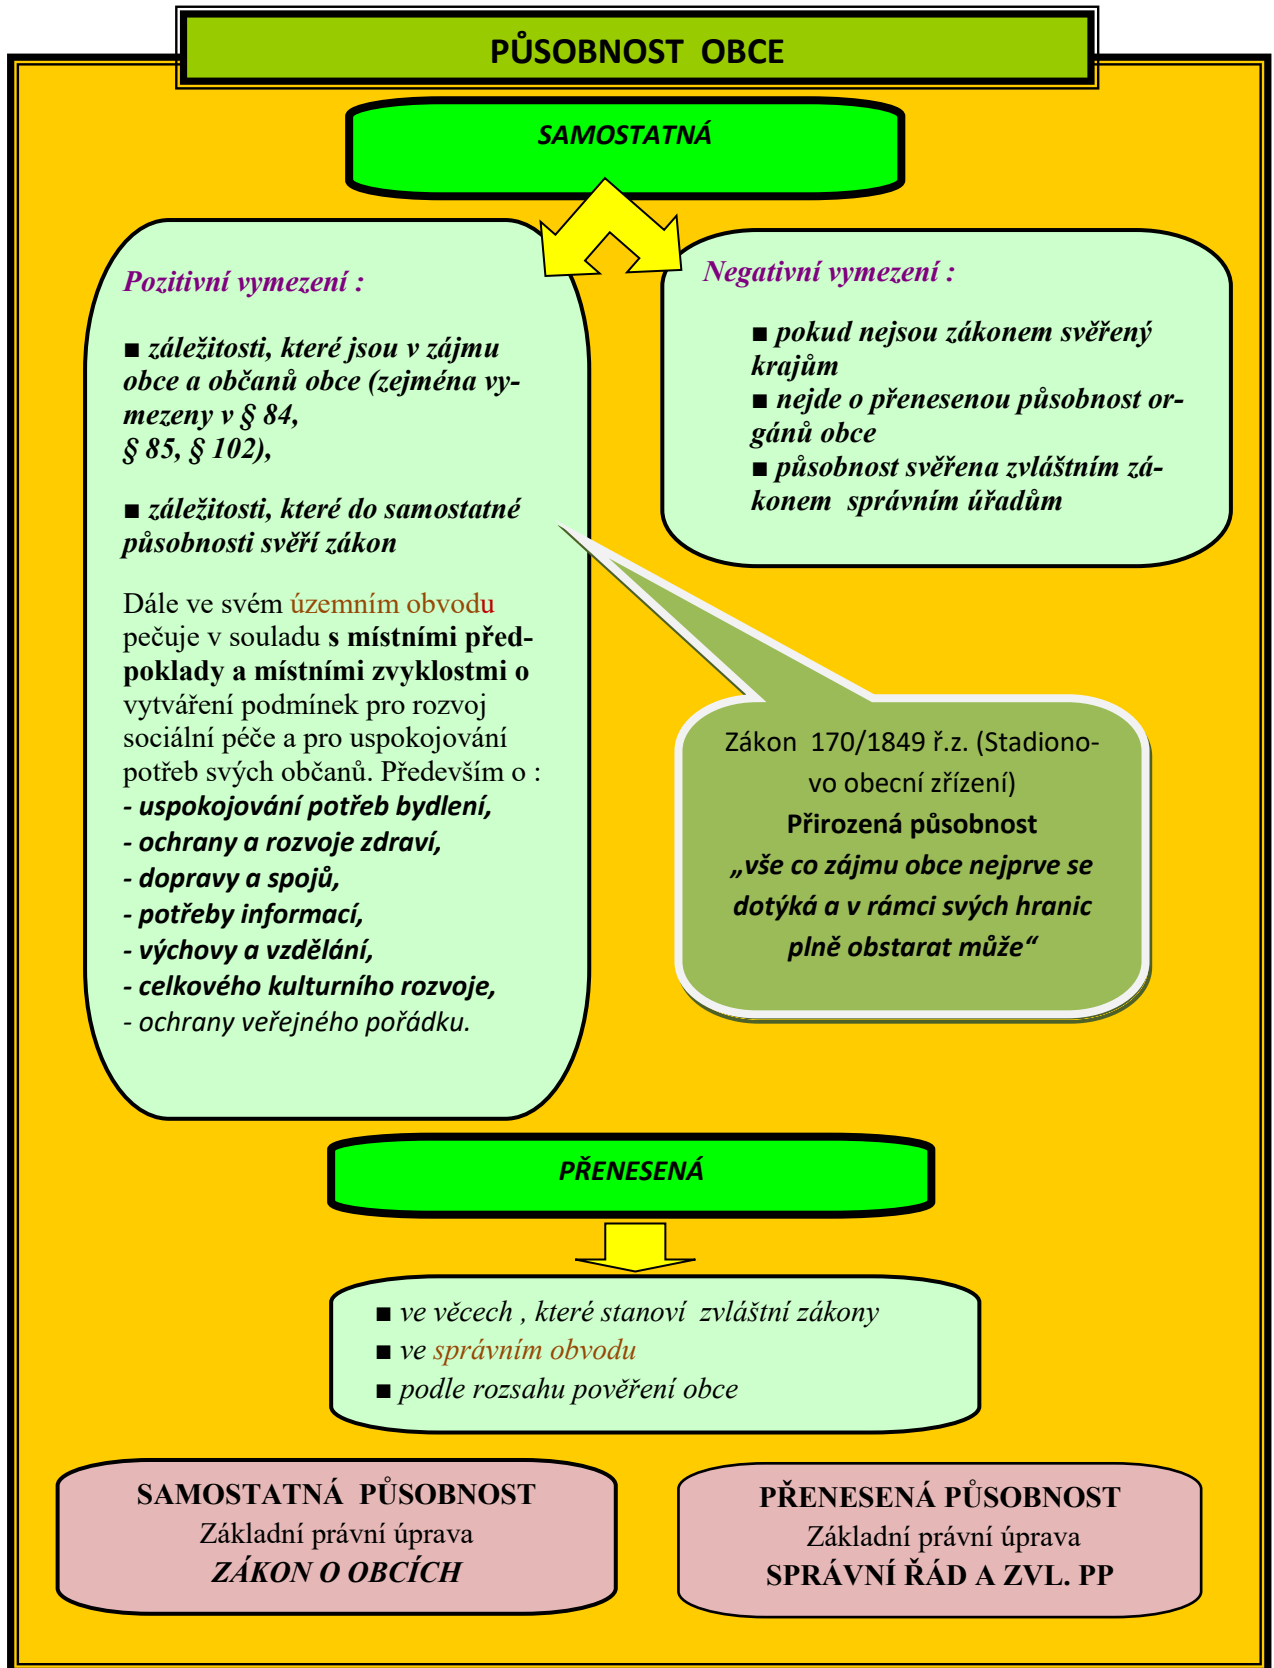 PŮSOBNOST OBCE
SAMOSTATNÁ
Pozitivní vymezení :
■ záležitosti, které jsou v zájmu
obce a občanů obce (zejména vy-
mezeny v § 84,
§ 85, § 102),
■ záležitosti, které do samostatné
působnosti svěří zákon
Dále ve svém územním obvodu
pečuje v souladu s místními před-
poklady a místními zvyklostmi o
vytváření podmínek pro rozvoj
sociální péče a pro uspokojování
potřeb svých občanů. Především o :
- uspokojování potřeb bydlení,
- ochrany a rozvoje zdraví,
- dopravy a spojů,
- potřeby informací,
- výchovy a vzdělání,
- celkového kulturního rozvoje,
- ochrany veřejného pořádku.
Negativní vymezení :
■ pokud nejsou zákonem svěřený
krajům
■ nejde o přenesenou působnost or-
gánů obce
■ působnost svěřena zvláštním zá-
konem správním úřadům
Zákon 170/1849 ř.z. (Stadiono-
vo obecní zřízení)
Přirozená působnost
„vše co zájmu obce nejprve se
dotýká a v rámci svých hranic
plně obstarat může“
PŘENESENÁ
■ ve věcech , které stanoví zvláštní zákony
■ ve správním obvodu
■ podle rozsahu pověření obce
SAMOSTATNÁ PŮSOBNOST
Základní právní úprava
ZÁKON O OBCÍCH
PŘENESENÁ PŮSOBNOST
Základní právní úprava
SPRÁVNÍ ŘÁD A ZVL. PP